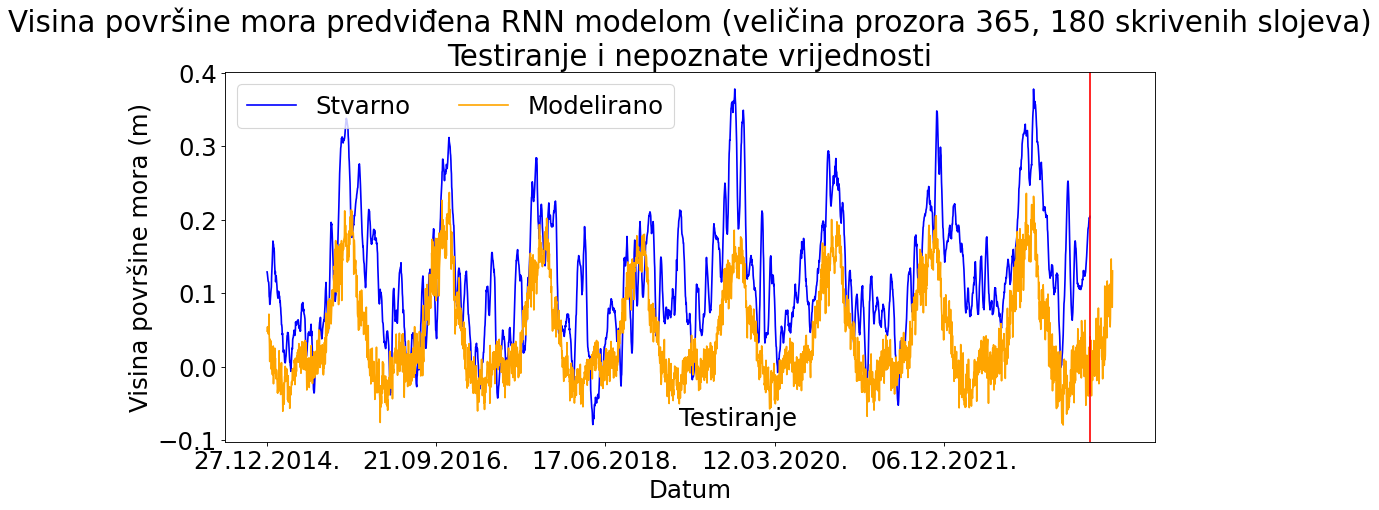 Visina površine mora predviđena RNN modelom (veličina prozora 365, 180 skrivenih slojeva)
Testiranje i nepoznate vrijednosti
Stvarno
Modelirano
Visina površine mora (m)
0.4
0.3
0.2
0.1
0.0
−0.1
Testiranje
27.12.2014.
21.09.2016.
17.06.2018.
12.03.2020.
06.12.2021.
Datum